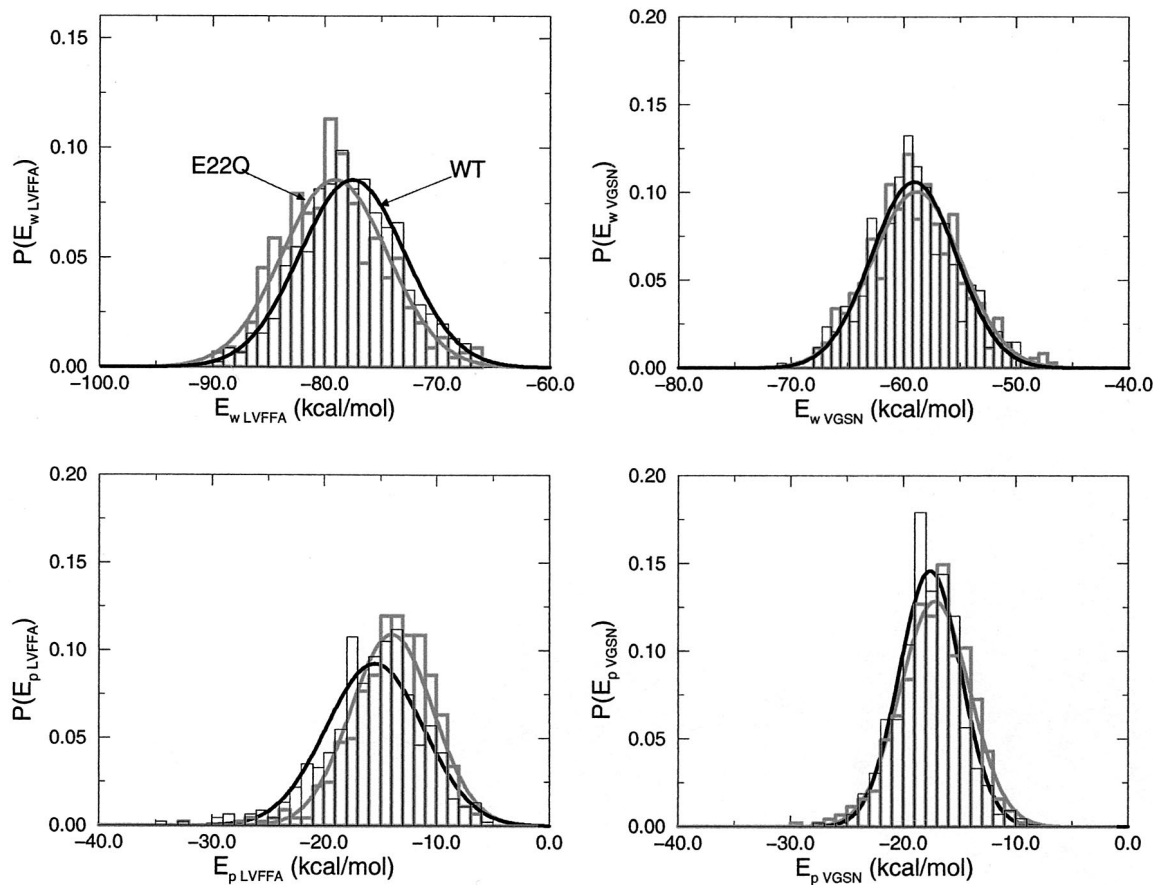 0.15
0.10
0.05
0.00
P(E_w LVFFA)
E22Q
WT
−100.0 −90.0 −80.0 −70.0 −60.0
E_w LVFFA (kcal/mol)
0.20
0.15
0.10
0.05
0.00
P(E_w VGSN)
−80.0 −70.0 −60.0 −50.0 −40.0
E_w VGSN (kcal/mol)
0.20
0.15
0.10
0.05
0.00
P(E_p LVFFA)
−40.0 −30.0 −20.0 −10.0 0.0
E_p LVFFA (kcal/mol)
0.20
0.15
0.10
0.05
0.00
P(E_p VGSN)
−40.0 −30.0 −20.0 −10.0 0.0
E_p VGSN (kcal/mol)